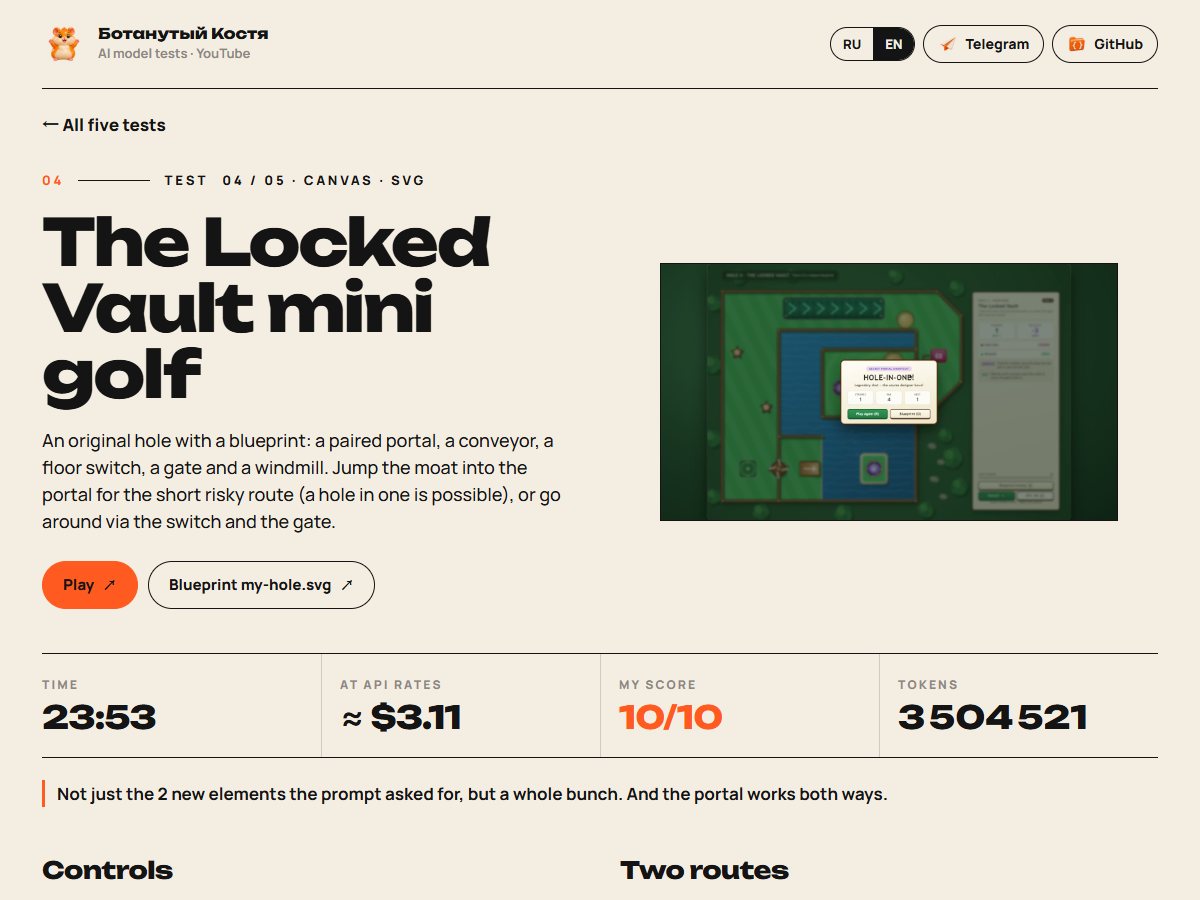 Ботанутый Костя
AI model tests · YouTube
RU
EN
Telegram
GitHub
← All five tests
04
TEST 04 / 05 · CANVAS · SVG
The Locked
Vault mini
golf
An original hole with a blueprint: a paired portal, a conveyor, a
floor switch, a gate and a windmill. Jump the moat into the
portal for the short risky route (a hole in one is possible), or go
around via the switch and the gate.
Play ↗
Blueprint my-hole.svg ↗
HOLE-IN-ONE!
TIME
23:53
AT API RATES
≈ $3.11
MY SCORE
10/10
TOKENS
3 504 521
Not just the 2 new elements the prompt asked for, but a whole bunch. And the portal works both ways.
Controls
Two routes